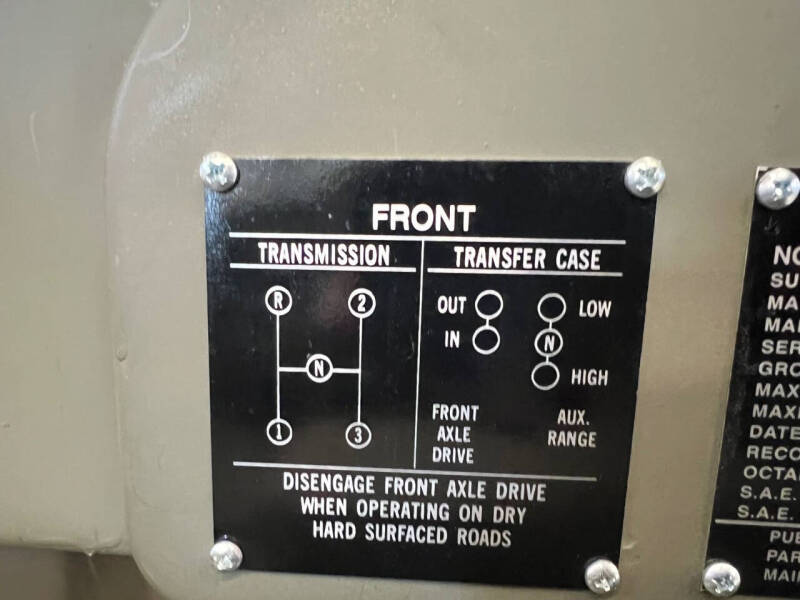 FRONT
TRANSMISSION
TRANSFER CASE
R 2
N
1 3
OUT
IN
LOW
N
HIGH
FRONT
AXLE
DRIVE
AUX.
RANGE
DISENGAGE FRONT AXLE DRIVE
WHEN OPERATING ON DRY
HARD SURFACED ROADS
S.A.E.
S.A.E.